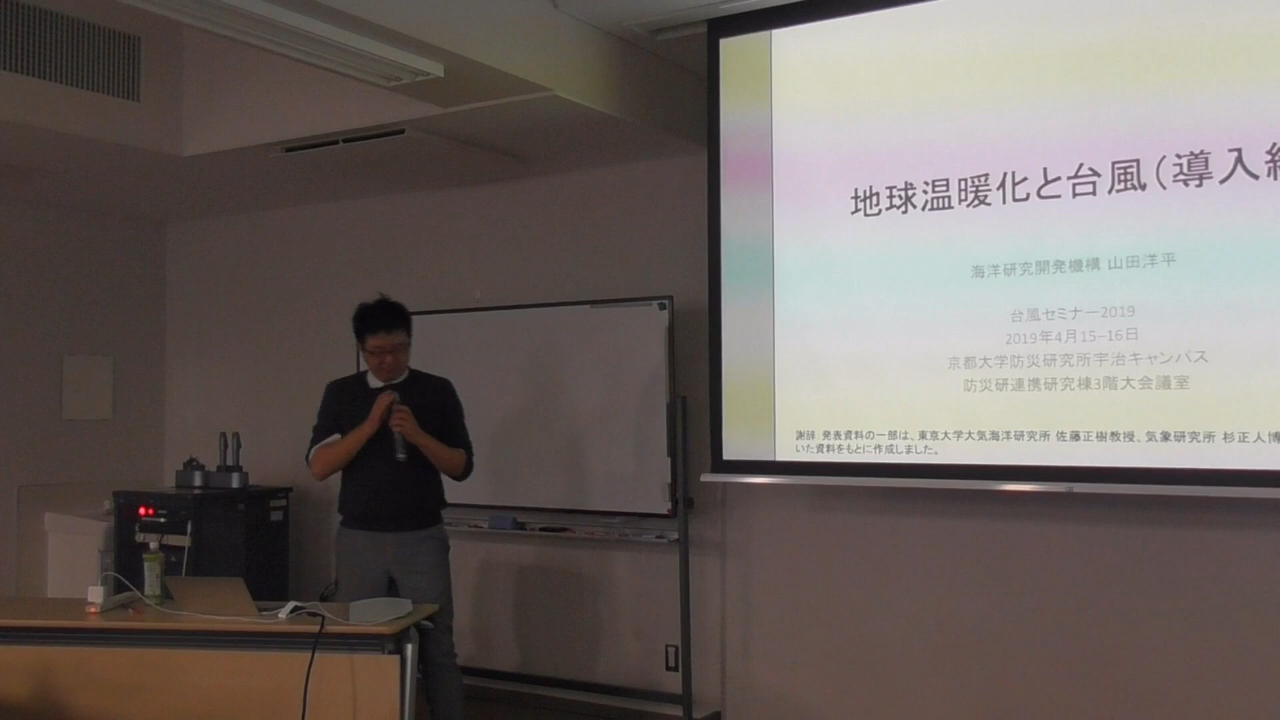 地球温暖化と台風(導入
海洋研究開発機構 山田洋平
台風セミナー2019
2019年4月15–16日
京都大学防災研究所宇治キャンパス
防災研連携研究棟3階大会議室
謝辞 発表資料の一部は、東京大学大気海洋研究所 佐藤正樹教授、気象研究所 杉正人博
いた資料をもとに作成しました。